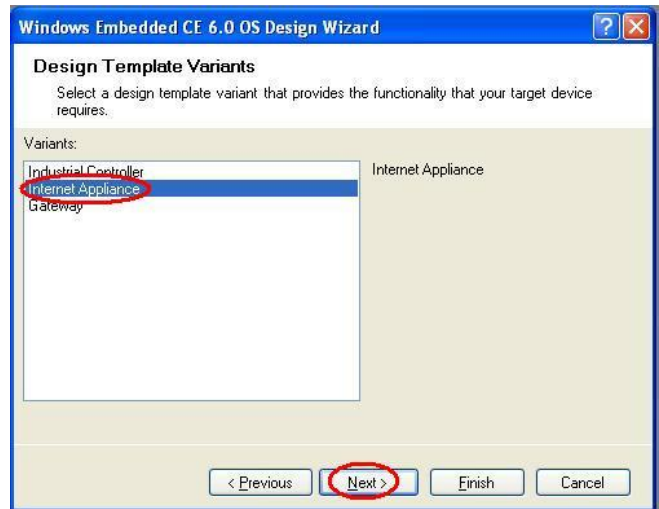 Windows Embedded CE 6.0 OS Design Wizard
Design Template Variants
Select a design template variant that provides the functionality that your target device
requires.
Variants:
Industrial Controller
Internet Appliance
Gateway
Internet Appliance
< Previous
Next >
Finish
Cancel